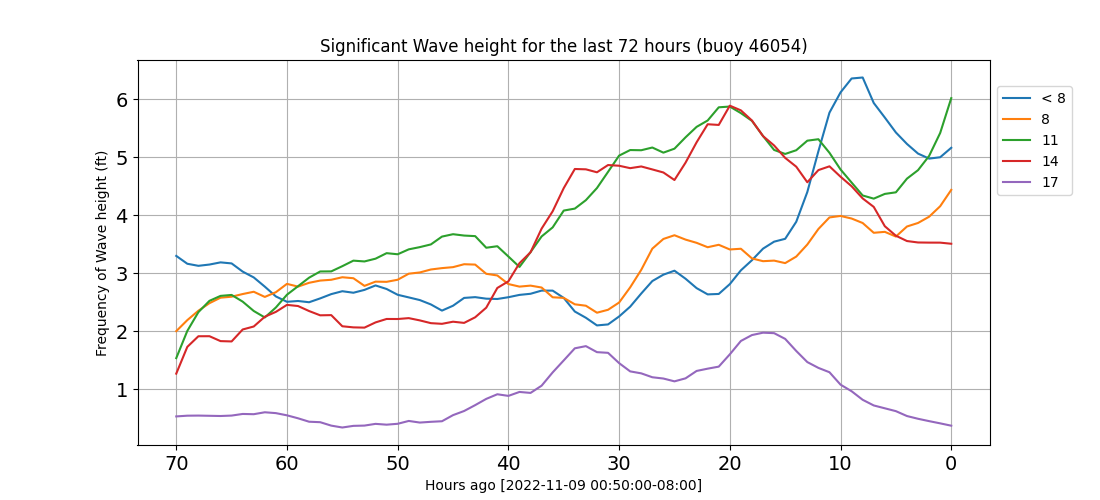 Significant Wave height for the last 72 hours (buoy 46054)
Frequency of Wave height (ft)
6
5
4
3
2
1
70 60 50 40 30 20 10 0
Hours ago [2022-11-09 00:50:00-08:00]
< 8
8
11
14
17